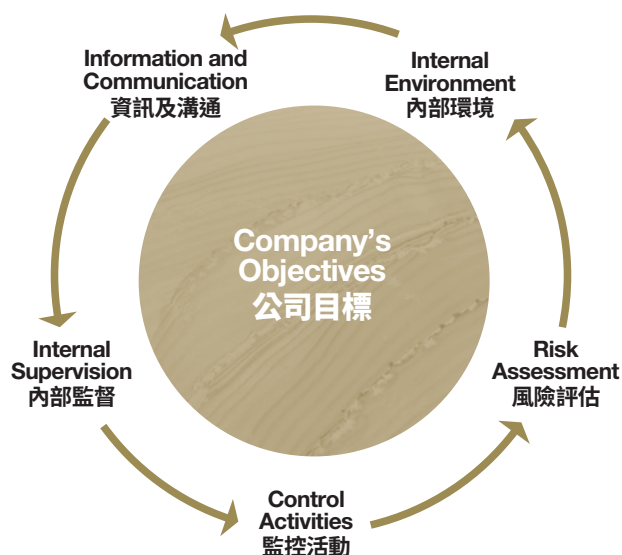 Information and
Communication
資訊及溝通
Internal
Environment
內部環境
Company's
Objectives
公司目標
Internal
Supervision
內部監督
Risk
Assessment
風險評估
Control
Activities
監控活動